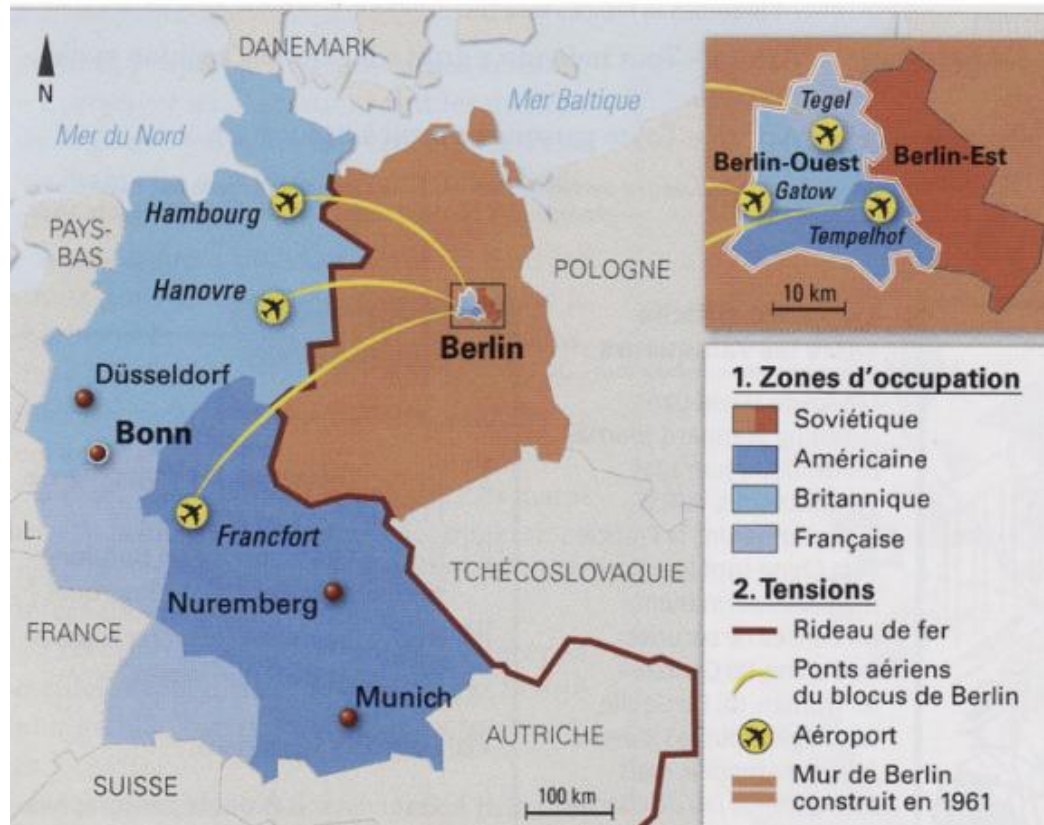 DANEMARK
N
Mer Baltique
Mer du Nord
Hambourg
PAYS-
BAS
POLOGNE
Hanovre
Berlin
Düsseldorf
Bonn
L.
Francfort
TCHÉCOSLOVAQUIE
Nuremberg
FRANCE
Munich
AUTRICHE
SUISSE
100 km
Tegel
Berlin-Ouest
Berlin-Est
Gatow
Tempelhof
10 km
1. Zones d'occupation
Soviétique
Américaine
Britannique
Française
2. Tensions
Rideau de fer
Ponts aériens
du blocus de Berlin
Aéroport
Mur de Berlin
construit en 1961